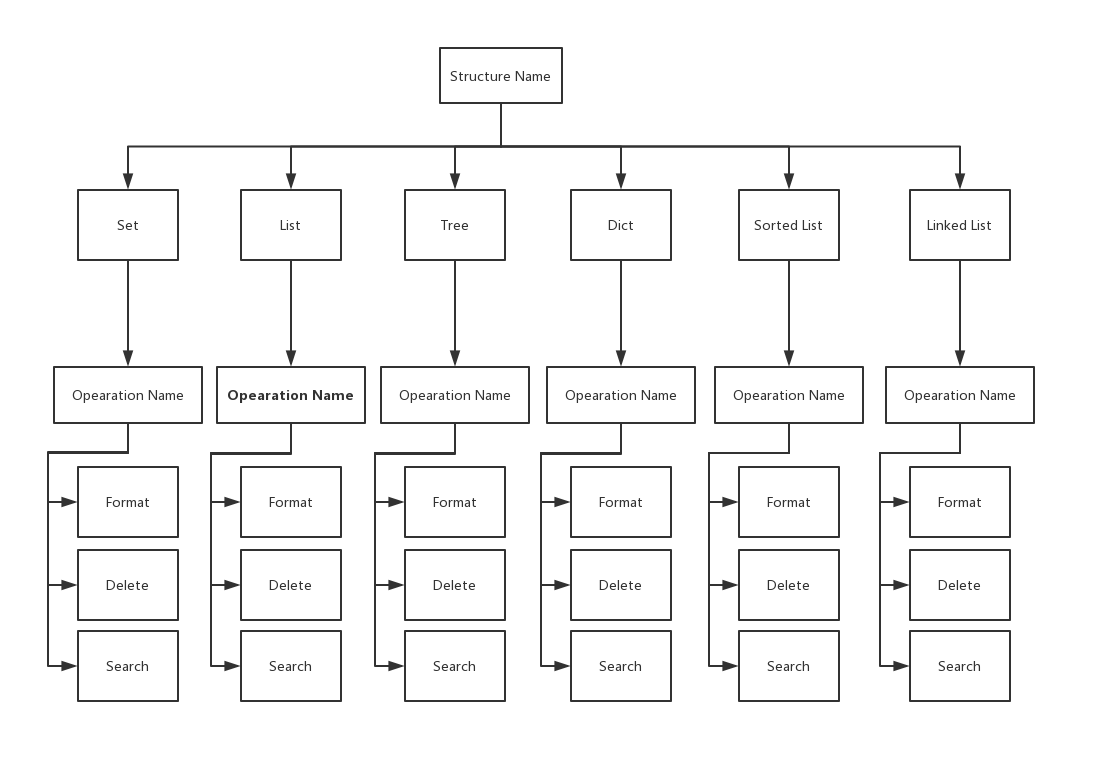 Structure Name
Set
List
Tree
Dict
Sorted List
Linked List
Opearation Name
Opearation Name
Opearation Name
Opearation Name
Opearation Name
Opearation Name
Format
Format
Format
Format
Format
Format
Delete
Delete
Delete
Delete
Delete
Delete
Search
Search
Search
Search
Search
Search